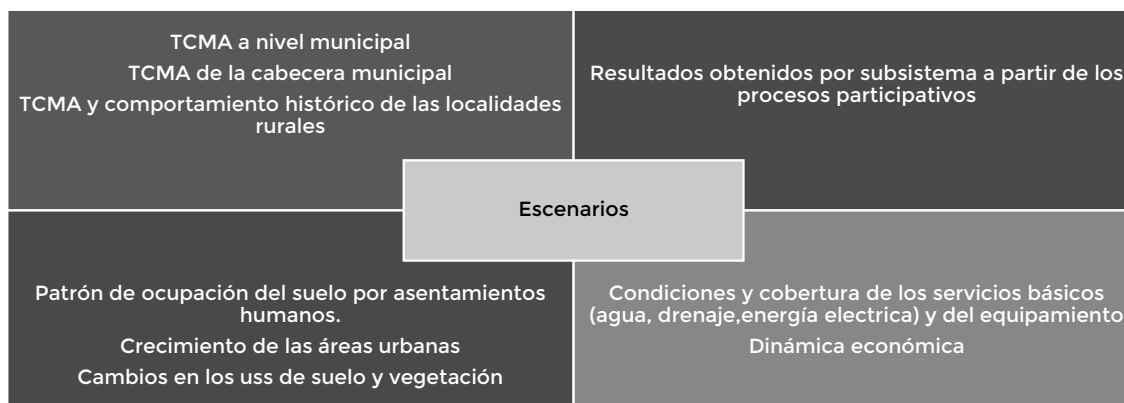 TCMA a nivel municipal
TCMA de la cabecera municipal
TCMA y comportamiento histórico de las localidades
rurales
Resultados obtenidos por subsistema a partir de los
procesos participativos
Escenarios
Patrón de ocupación del suelo por asentamientos
humanos.
Crecimiento de las áreas urbanas
Cambios en los uss de suelo y vegetación
Condiciones y cobertura de los servicios básicos
(agua, drenaje,energía electrica) y del equipamiento
Dinámica económica